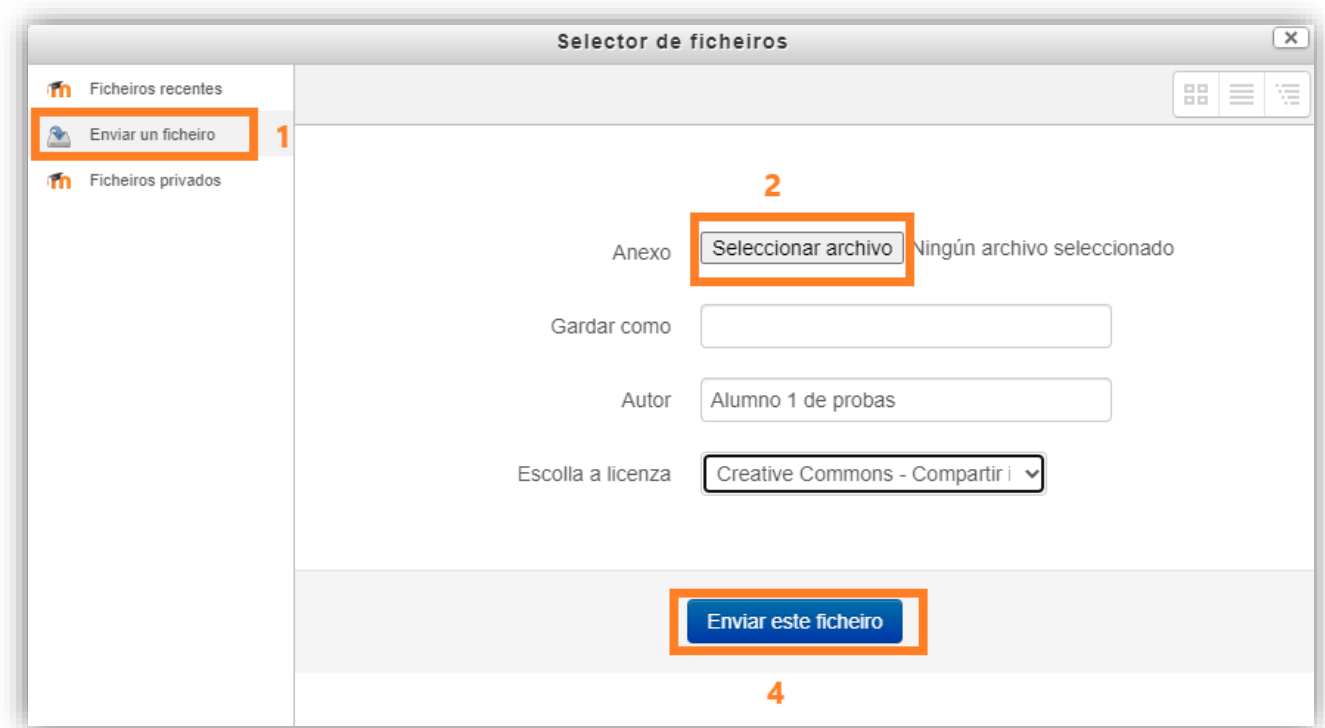 Selector de ficheiros
Ficheiros recentes
Enviar un ficheiro 1
Ficheiros privados
2
Anexo Seleccionar archivo Ningún archivo seleccionado
Gardar como
Autor Alumno 1 de probas
Escolla a licenza Creative Commons - Compartir i
Enviar este ficheiro
4